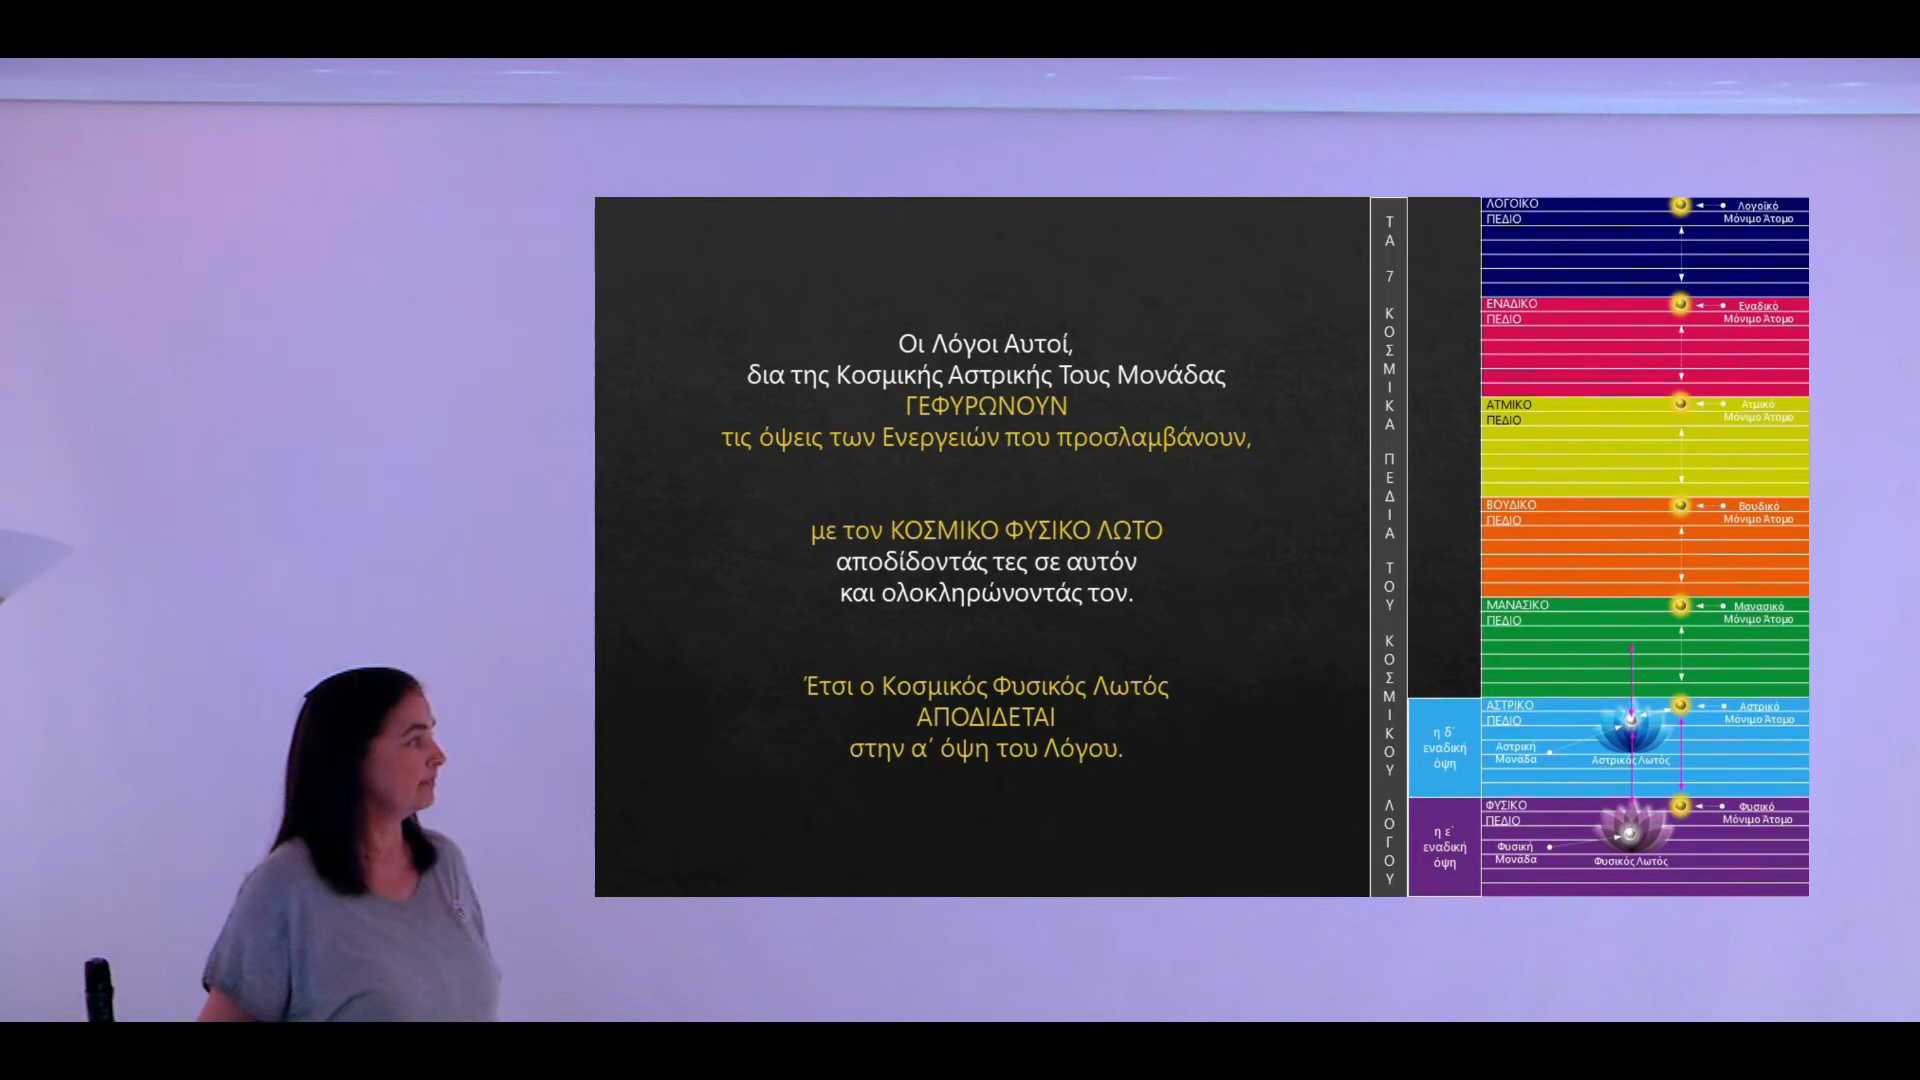 Οι Λόγοι Αυτοί,
δια της Κοσμικής Αστρικής Τους Μονάδας
ΓΕΦΥΡΩΝΟΥΝ
τις όψεις των Ενεργειών που προσλαμβάνουν,
με τον ΚΟΣΜΙΚΟ ΦΥΣΙΚΟ ΛΩΤΟ
αποδίδοντάς τες σε αυτόν
και ολοκληρώνοντάς τον.
Έτσι ο Κοσμικός Φυσικός Λωτός
ΑΠΟΔΙΔΕΤΑΙ
στην α΄ όψη του Λόγου.
ΤΑ 7 ΚΟΣΜΙΚΑ ΠΕΔΙΑ ΤΟΥ ΚΟΣΜΙΚΟΥ ΛΟΓΟΥ
ΛΟΓΟΪΚΟ
ΠΕΔΙΟ
Λογοϊκό
Μόνιμο Άτομο
ΕΝΑΔΙΚΟ
ΠΕΔΙΟ
Εναδικό
Μόνιμο Άτομο
ΑΤΜΙΚΟ
ΠΕΔΙΟ
Ατμικό
Μόνιμο Άτομο
ΒΟΥΔΙΚΟ
ΠΕΔΙΟ
Βουδικό
Μόνιμο Άτομο
ΜΑΝΑΣΙΚΟ
ΠΕΔΙΟ
Μανασικό
Μόνιμο Άτομο
η δ΄
εναδική
όψη
ΑΣΤΡΙΚΟ
ΠΕΔΙΟ
Αστρική
Μονάδα
Αστρικός Λωτός
Αστρικό
Μόνιμο Άτομο
η ε΄
εναδική
όψη
ΦΥΣΙΚΟ
ΠΕΔΙΟ
Φυσική
Μονάδα
Φυσικός Λωτός
Φυσικό
Μόνιμο Άτομο